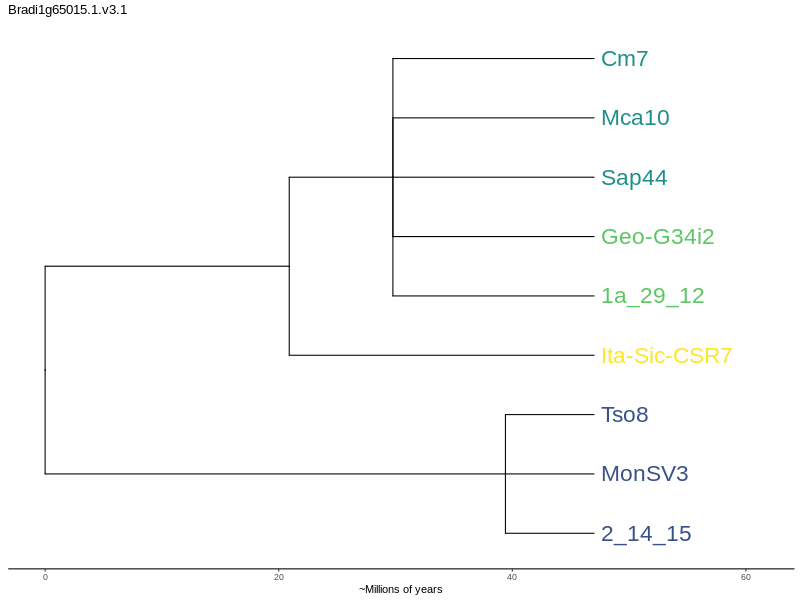 Bradi1g65015.1.v3.1
Cm7
Mca10
Sap44
Geo-G34i2
1a_29_12
Ita-Sic-CSR7
Tso8
MonSV3
2_14_15
0 20 40 60
~Millions of years